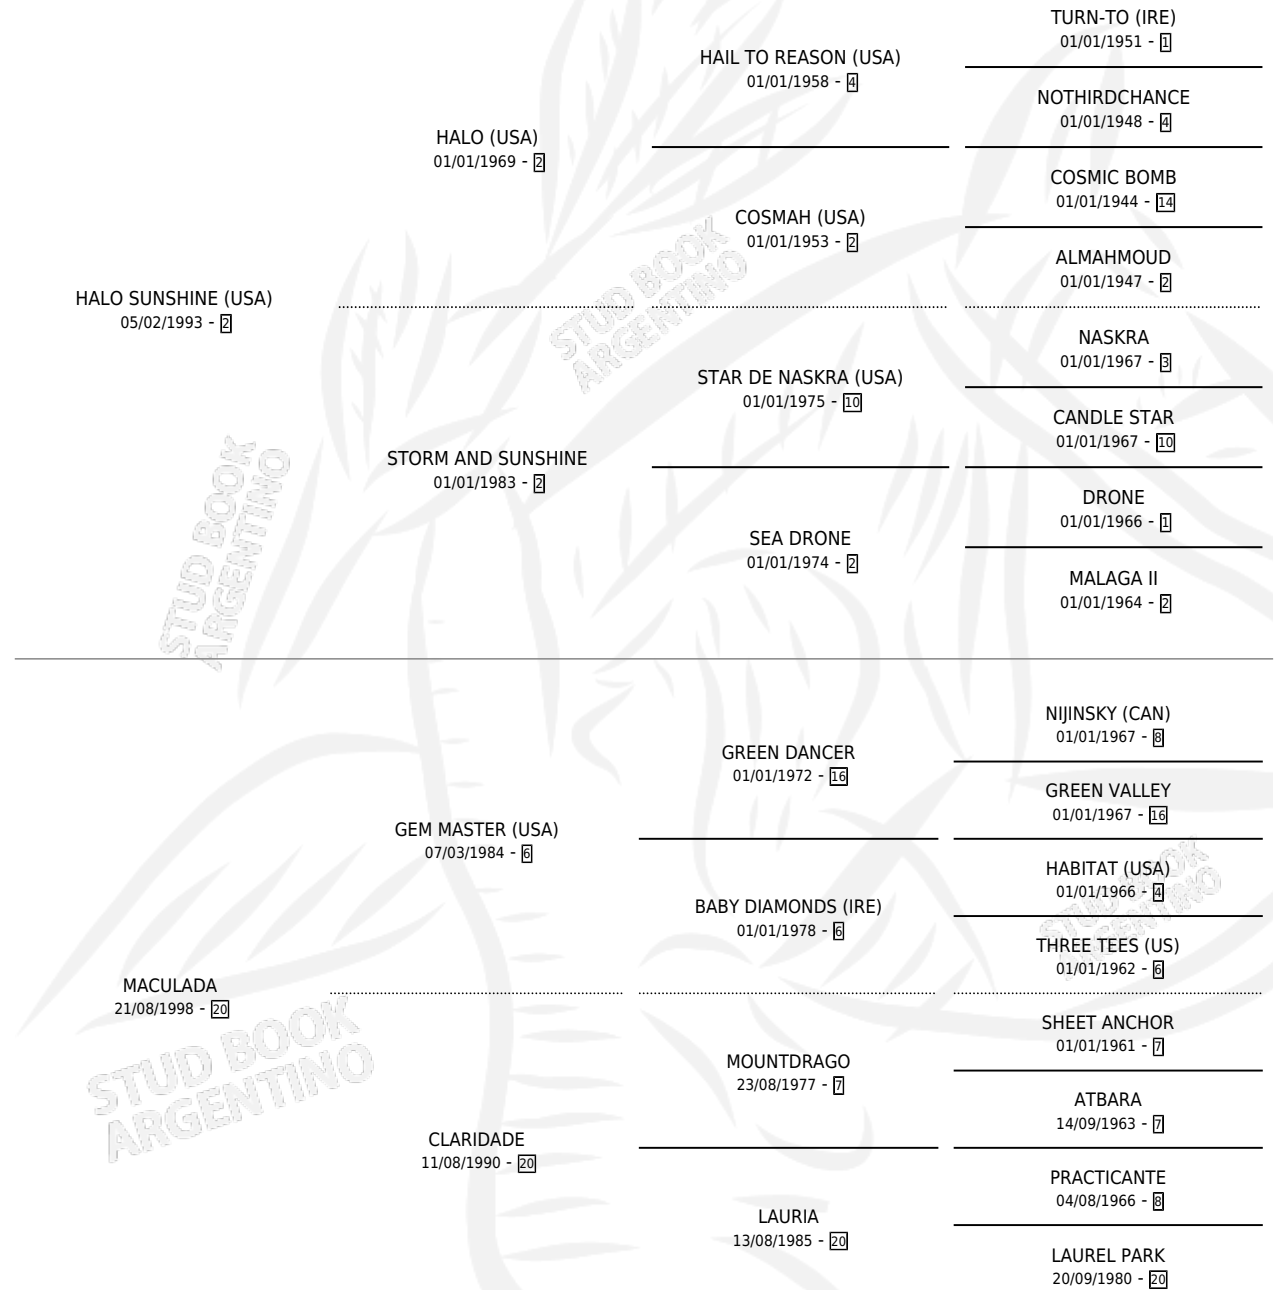 TURN-TO (IRE)
01/01/1951 - 1
HAIL TO REASON (USA)
01/01/1958 - 4
NOTHIRDCHANCE
01/01/1948 - 4
HALO (USA)
01/01/1969 - 2
COSMIC BOMB
01/01/1944 - 14
COSMAH (USA)
01/01/1953 - 2
ALMAHMOUD
01/01/1947 - 2
HALO SUNSHINE (USA)
05/02/1993 - 2
NASKRA
01/01/1967 - 3
STAR DE NASKRA (USA)
01/01/1975 - 10
CANDLE STAR
01/01/1967 - 10
STORM AND SUNSHINE
01/01/1983 - 2
DRONE
01/01/1966 - 1
SEA DRONE
01/01/1974 - 2
MALAGA II
01/01/1964 - 2
STUD BOOK
ARGENTINO
STUD BOOK
ARGENTINO
NIJINSKY (CAN)
01/01/1967 - 8
GREEN DANCER
01/01/1972 - 16
GREEN VALLEY
01/01/1967 - 16
GEM MASTER (USA)
07/03/1984 - 6
HABITAT (USA)
01/01/1966 - 4
BABY DIAMONDS (IRE)
01/01/1978 - 6
THREE TEES (US)
01/01/1962 - 6
MACULADA
21/08/1998 - 20
SHEET ANCHOR
01/01/1961 - 7
MOUNTDRAGO
23/08/1977 - 7
ATBARA
14/09/1963 - 7
CLARIDADE
11/08/1990 - 20
PRACTICANTE
04/08/1966 - 8
LAURIA
13/08/1985 - 20
LAUREL PARK
20/09/1980 - 20
STUD BOOK
ARGENTINO
STUD BOOK
ARGENTINO